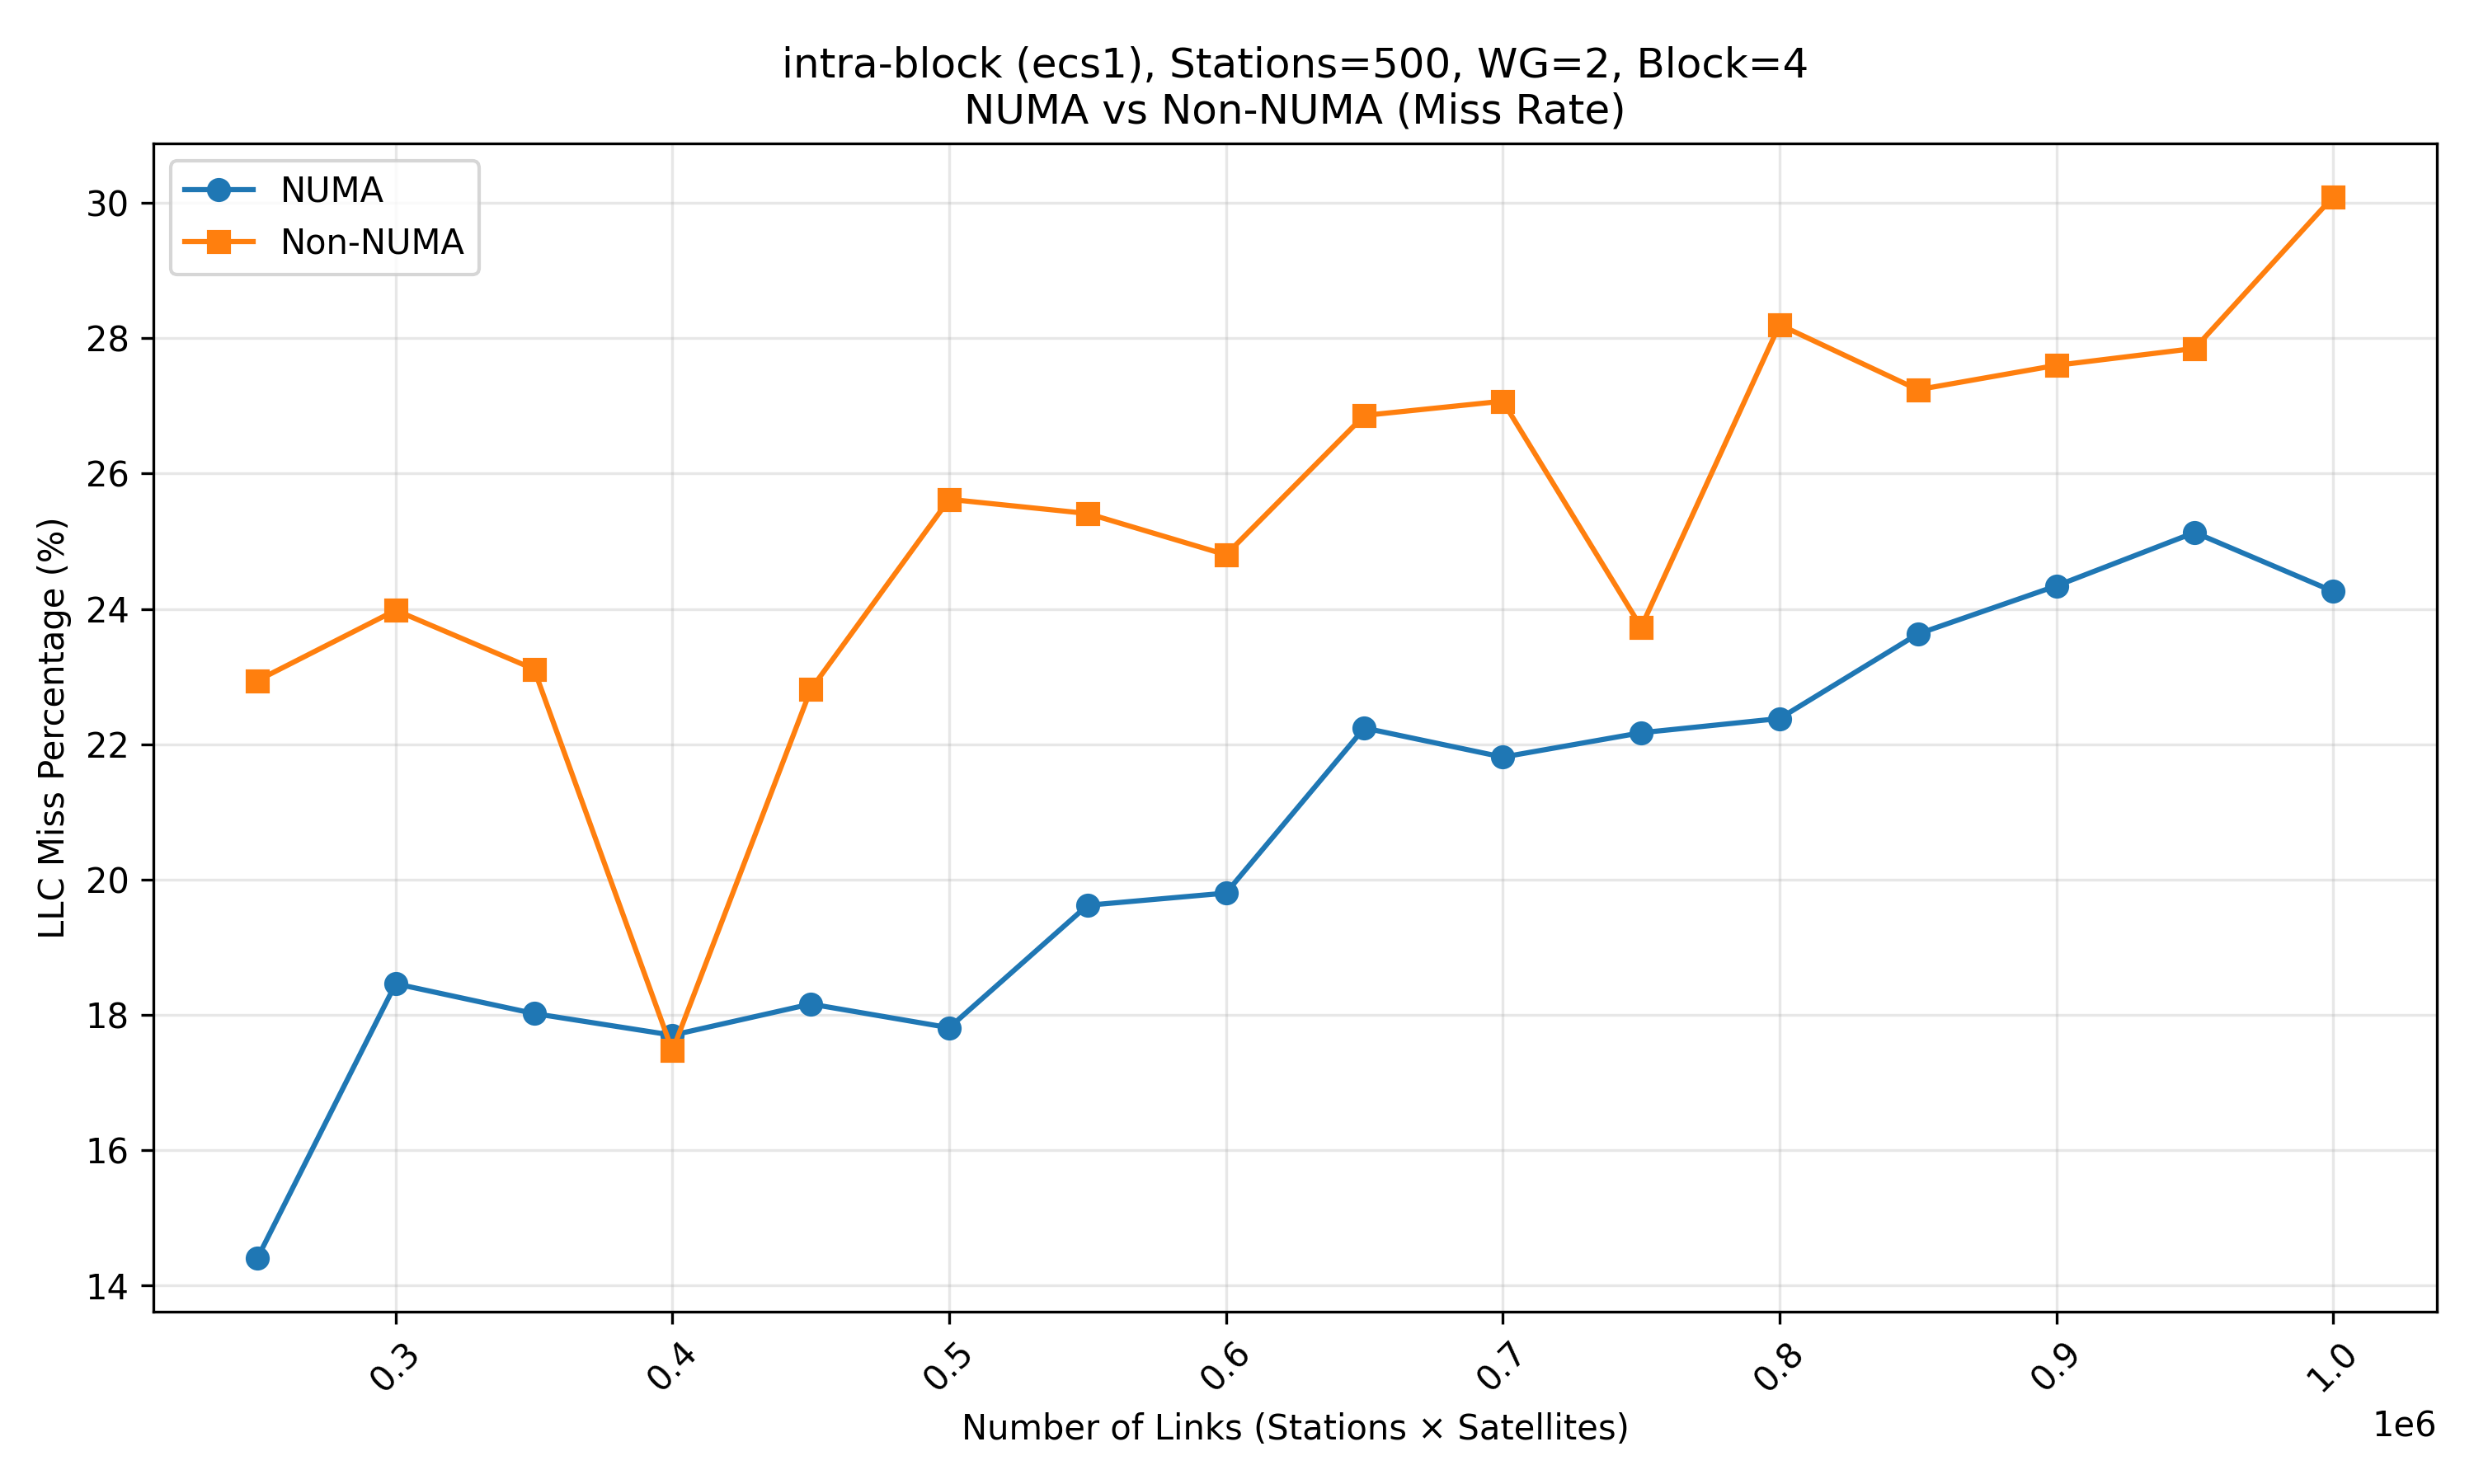 intra-block (ecs1), Stations=500, WG=2, Block=4
NUMA vs Non-NUMA (Miss Rate)
NUMA
Non-NUMA
LLC Miss Percentage (%)
30
28
26
24
22
20
18
16
14
0.3
0.4
0.5
0.6
0.7
0.8
0.9
1.0
1e6
Number of Links (Stations × Satellites)